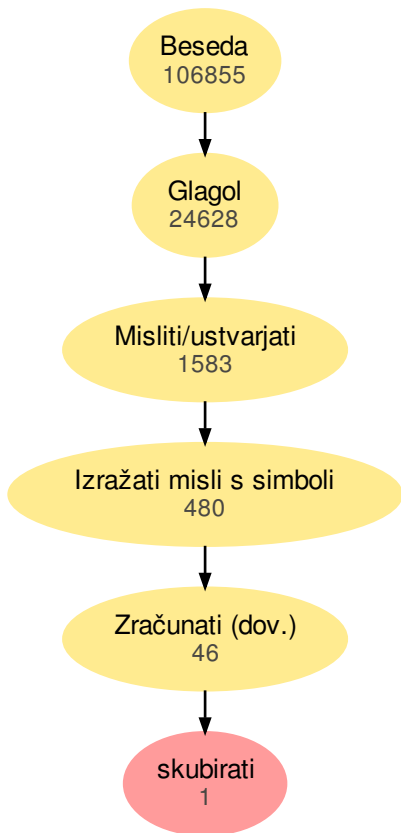 Beseda
106855
Glagol
24628
Misliti/ustvarjati
1583
Izražati misli s simboli
480
Zračunati (dov.)
46
skubirati
1